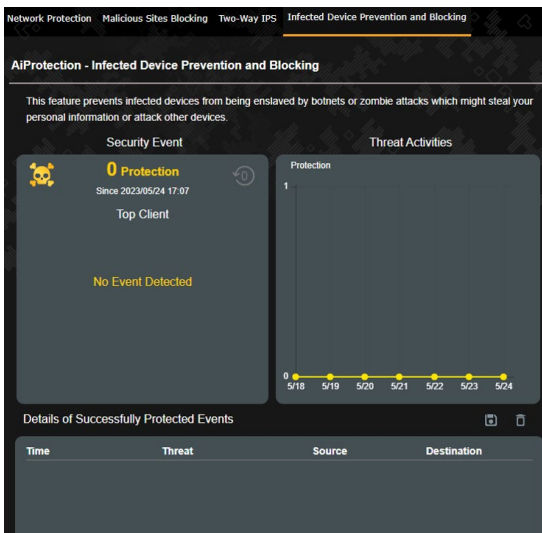 Network Protection Malicious Sites Blocking Two-Way IPS Infected Device Prevention and Blocking
AiProtection - Infected Device Prevention and Blocking
This feature prevents infected devices from being enslaved by botnets or zombie attacks which might steal your
personal information or attack other devices.
Security Event
0 Protection
0
Since 2023/05/24 17:07
Top Client
No Event Detected
Threat Activities
Protection
1
0
5/18 5/19 5/20 5/21 5/22 5/23 5/24
Details of Successfully Protected Events
Time Threat Source Destination